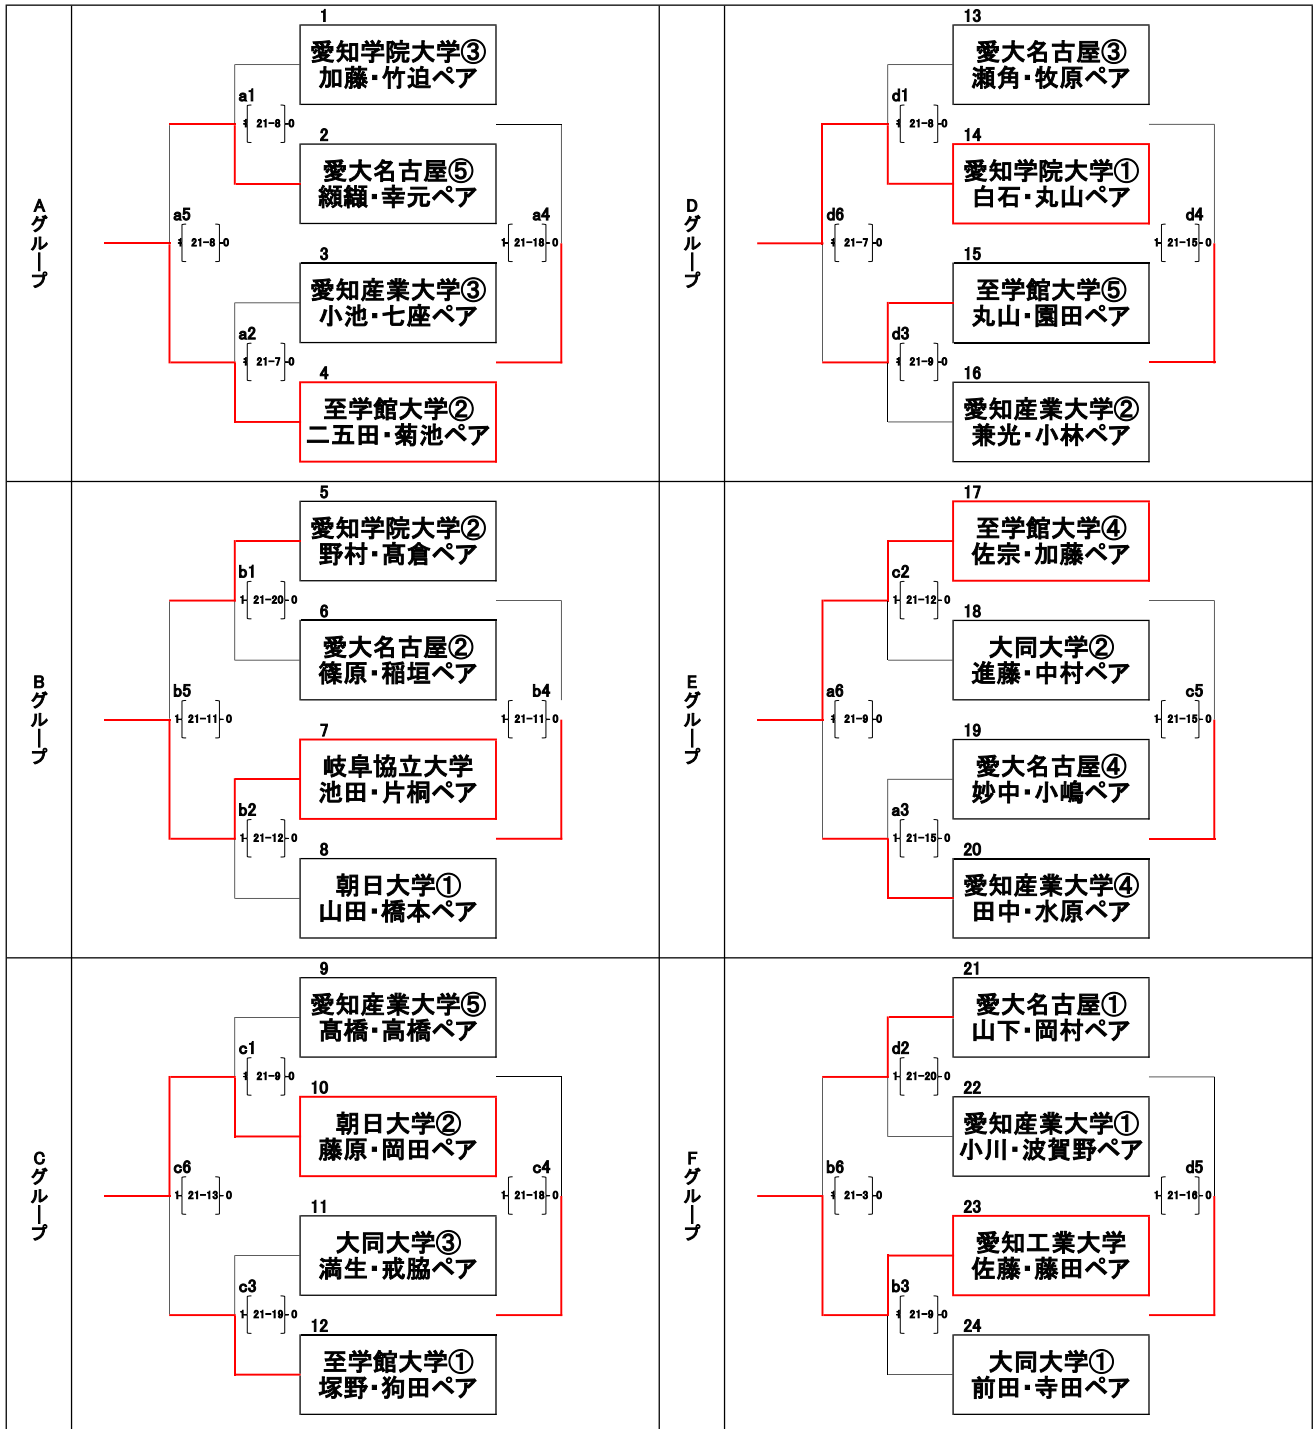 Aグループ
1
愛知学院大学③
加藤・竹迫ペア
a1
21-8 0
2
愛大名古屋⑤
纐纈・幸元ペア
a5
21-8 0
a4
1 21-18 0
3
愛知産業大学③
小池・七座ペア
a2
21-7 0
4
至学館大学②
二五田・菊池ペア
Bグループ
5
愛知学院大学②
野村・髙倉ペア
b1
1 21-20 0
6
愛大名古屋②
篠原・稲垣ペア
b5
1 21-11 0
b4
1 21-11 0
7
岐阜協立大学
池田・片桐ペア
b2
1 21-12 0
8
朝日大学①
山田・橋本ペア
Cグループ
9
愛知産業大学⑤
髙橋・高橋ペア
c1
21-9 0
10
朝日大学②
藤原・岡田ペア
c6
1 21-13 0
c4
1 21-18 0
11
大同大学③
満生・戒脇ペア
c3
1 21-19 0
12
至学館大学①
塚野・狗田ペア
Dグループ
13
愛大名古屋③
瀬角・牧原ペア
d1
21-8 0
14
愛知学院大学①
白石・丸山ペア
d6
21-7 0
d4
1 21-15 0
15
至学館大学⑤
丸山・園田ペア
d3
21-9 0
16
愛知産業大学②
兼光・小林ペア
Eグループ
17
至学館大学④
佐宗・加藤ペア
c2
1 21-12 0
18
大同大学②
進藤・中村ペア
a6
21-9 0
c5
1 21-15 0
19
愛大名古屋④
妙中・小嶋ペア
a3
1 21-15 0
20
愛知産業大学④
田中・水原ペア
Fグループ
21
愛大名古屋①
山下・岡村ペア
d2
1 21-20 0
22
愛知産業大学①
小川・波賀野ペア
b6
21-3 0
d5
1 21-16 0
23
愛知工業大学
佐藤・藤田ペア
b3
21-9 0
24
大同大学①
前田・寺田ペア